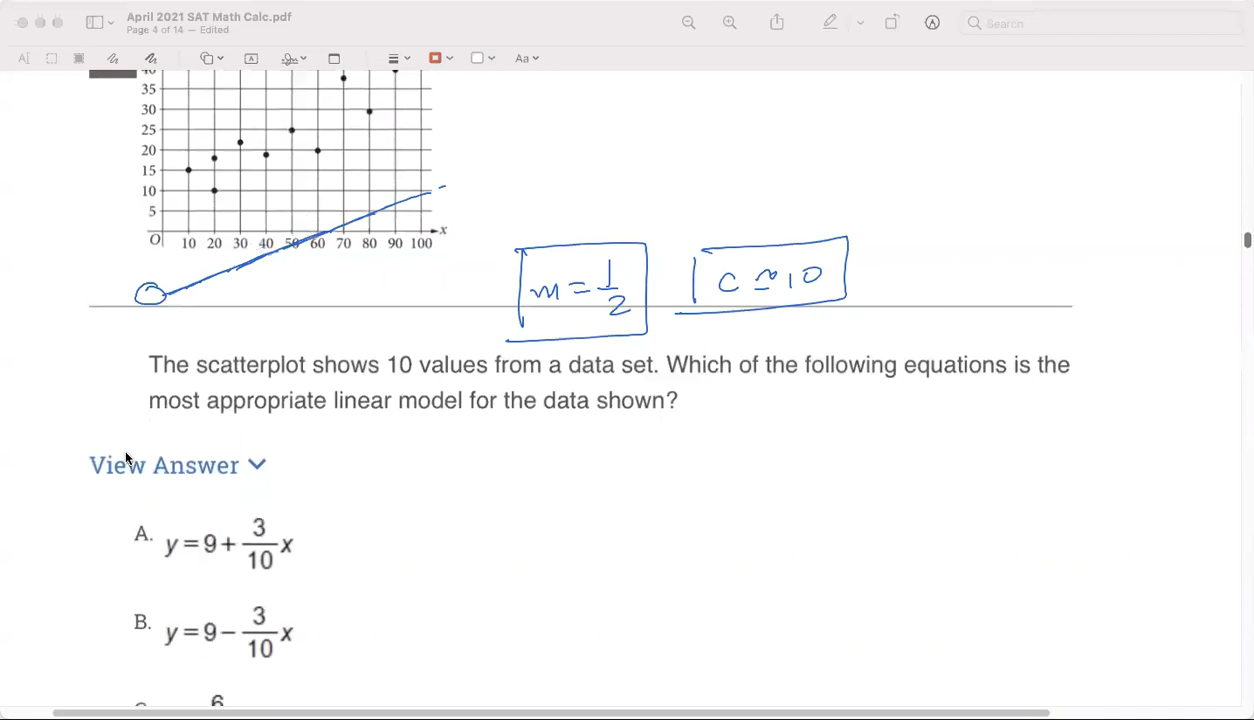 April 2021 SAT Math Calc.pdf
Page 4 of 14 — Edited
Search
Aa
40
35
30
25
20
15
10
5
O
10 20 30 40 50 60 70 80 90 100
x
m = 1/2
c ≅ 10
The scatterplot shows 10 values from a data set. Which of the following equations is the
most appropriate linear model for the data shown?
View Answer
A. y = 9 + 3/10 x
B. y = 9 − 3/10 x
6